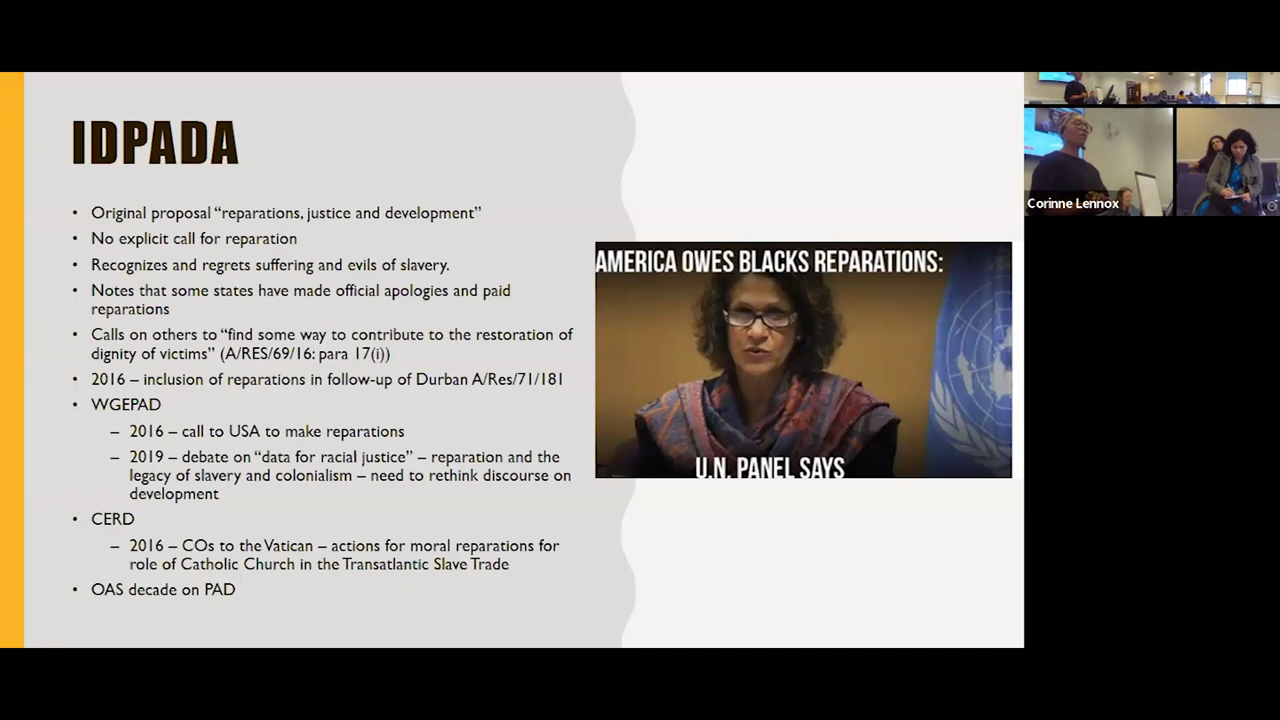 IDPADA
• Original proposal “reparations, justice and development”
• No explicit call for reparation
• Recognizes and regrets suffering and evils of slavery.
• Notes that some states have made official apologies and paid
reparations
• Calls on others to “find some way to contribute to the restoration of
dignity of victims” (A/RES/69/16: para 17(i))
• 2016 – inclusion of reparations in follow-up of Durban A/Res/71/181
• WGEPAD
– 2016 – call to USA to make reparations
– 2019 – debate on “data for racial justice” – reparation and the
legacy of slavery and colonialism – need to rethink discourse on
development
• CERD
– 2016 – COs to the Vatican – actions for moral reparations for
role of Catholic Church in the Transatlantic Slave Trade
• OAS decade on PAD
AMERICA OWES BLACKS REPARATIONS:
U.N. PANEL SAYS
Corinne Lennox